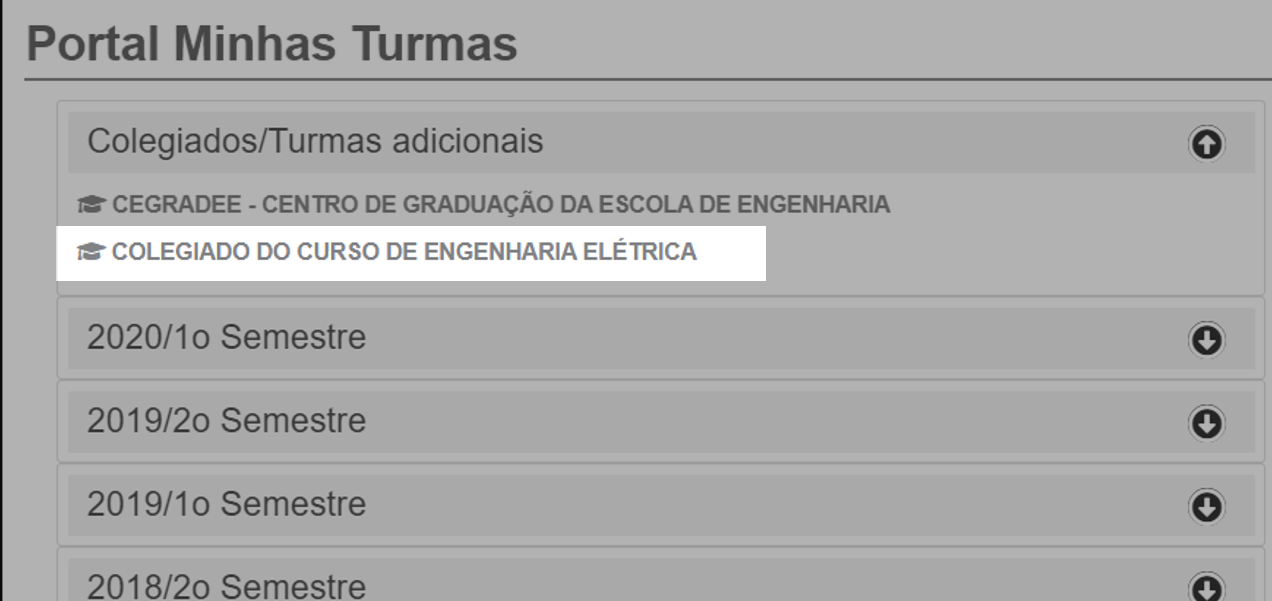 Portal Minhas Turmas
Colegiados/Turmas adicionais
CEGRADEE - CENTRO DE GRADUAÇÃO DA ESCOLA DE ENGENHARIA
COLEGIADO DO CURSO DE ENGENHARIA ELÉTRICA
2020/1o Semestre
2019/2o Semestre
2019/1o Semestre
2018/2o Semestre